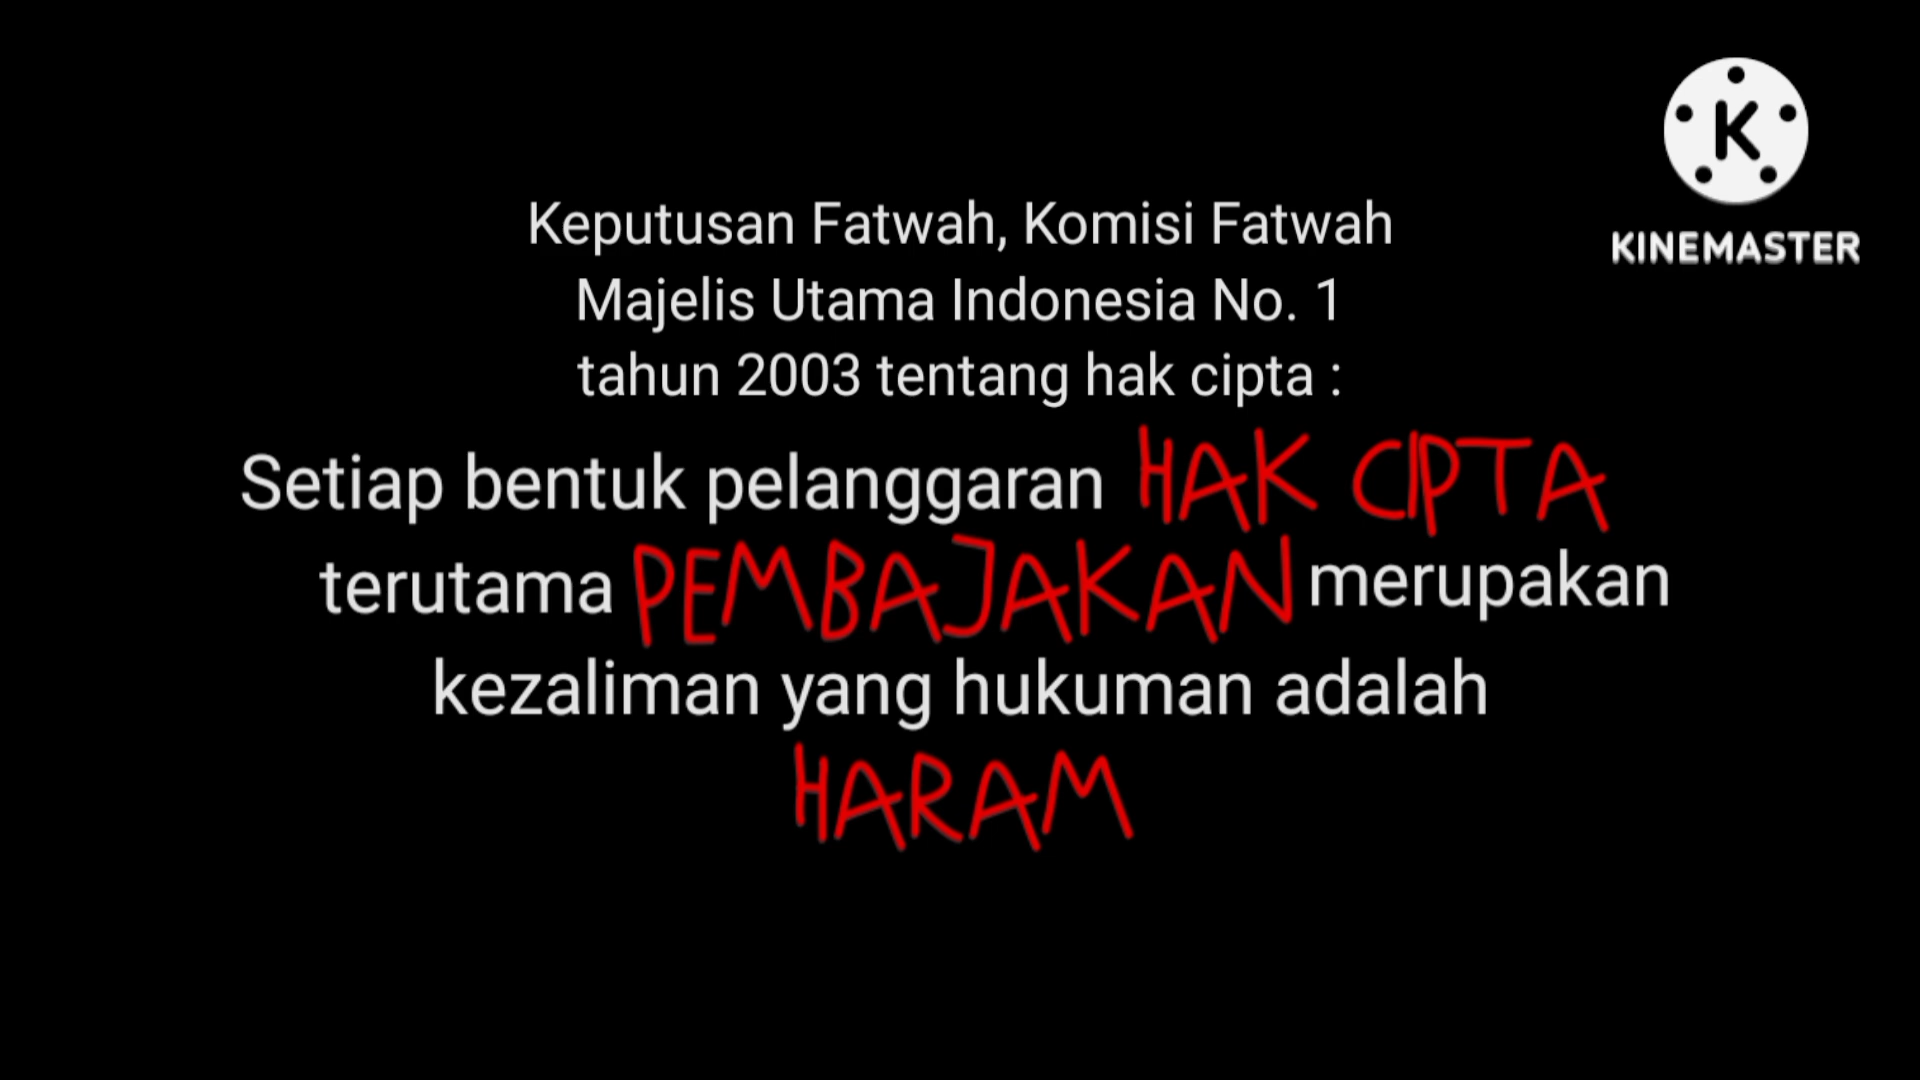 KINEMASTER
Keputusan Fatwah, Komisi Fatwah
Majelis Utama Indonesia No. 1
tahun 2003 tentang hak cipta :
Setiap bentuk pelanggaran HAK CIPTA
terutama PEMBAJAKAN merupakan
kezaliman yang hukuman adalah
HARAM